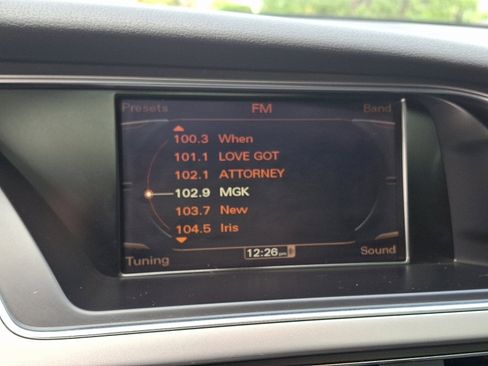 Presets FM Band
100.3 When
101.1 LOVE GOT
102.1 ATTORNEY
102.9 MGK
103.7 New
104.5 Iris
Tuning 12:26 pm Sound